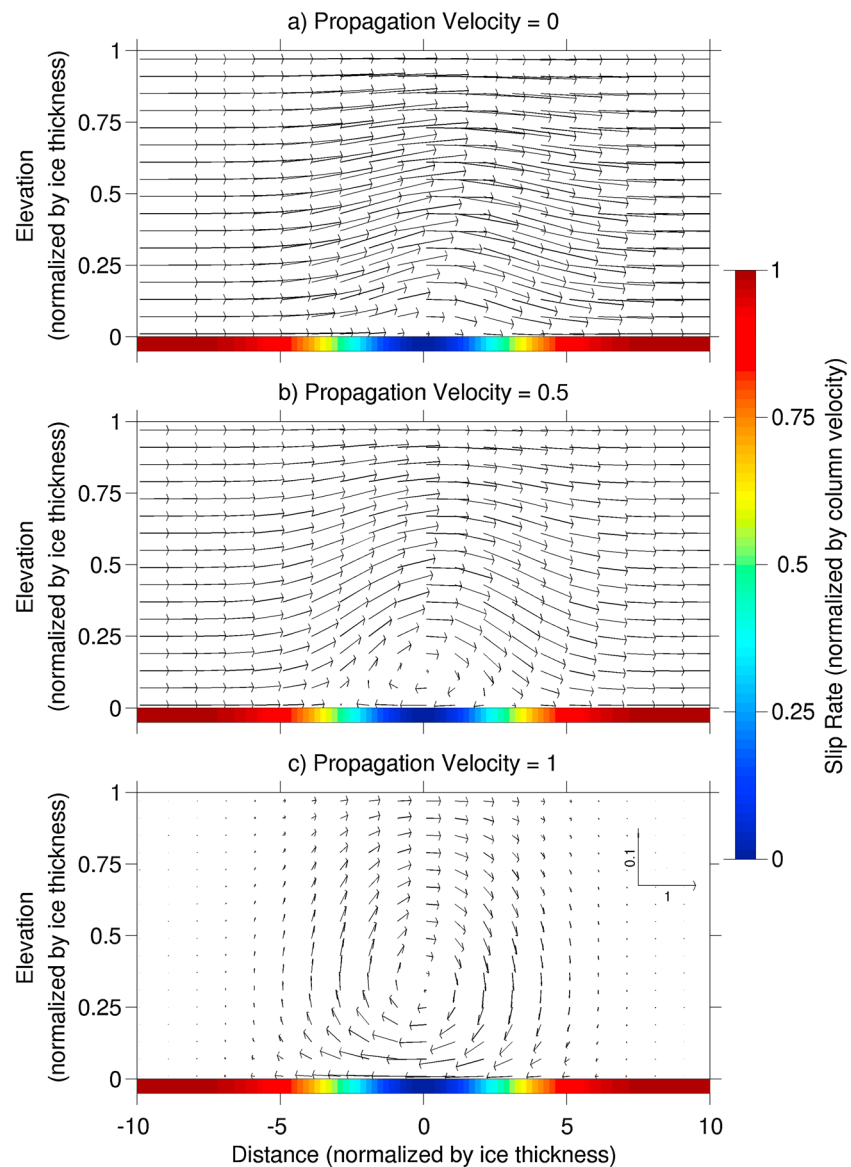 a) Propagation Velocity = 0
1
0.75
0.5
0.25
0
Elevation
(normalized by ice thickness)
b) Propagation Velocity = 0.5
1
0.75
0.5
0.25
0
Elevation
(normalized by ice thickness)
c) Propagation Velocity = 1
1
0.75
0.5
0.25
0
Elevation
(normalized by ice thickness)
0.1
1
-10
-5
0
5
10
Distance (normalized by ice thickness)
1
0.75
0.5
0.25
0
Slip Rate (normalized by column velocity)